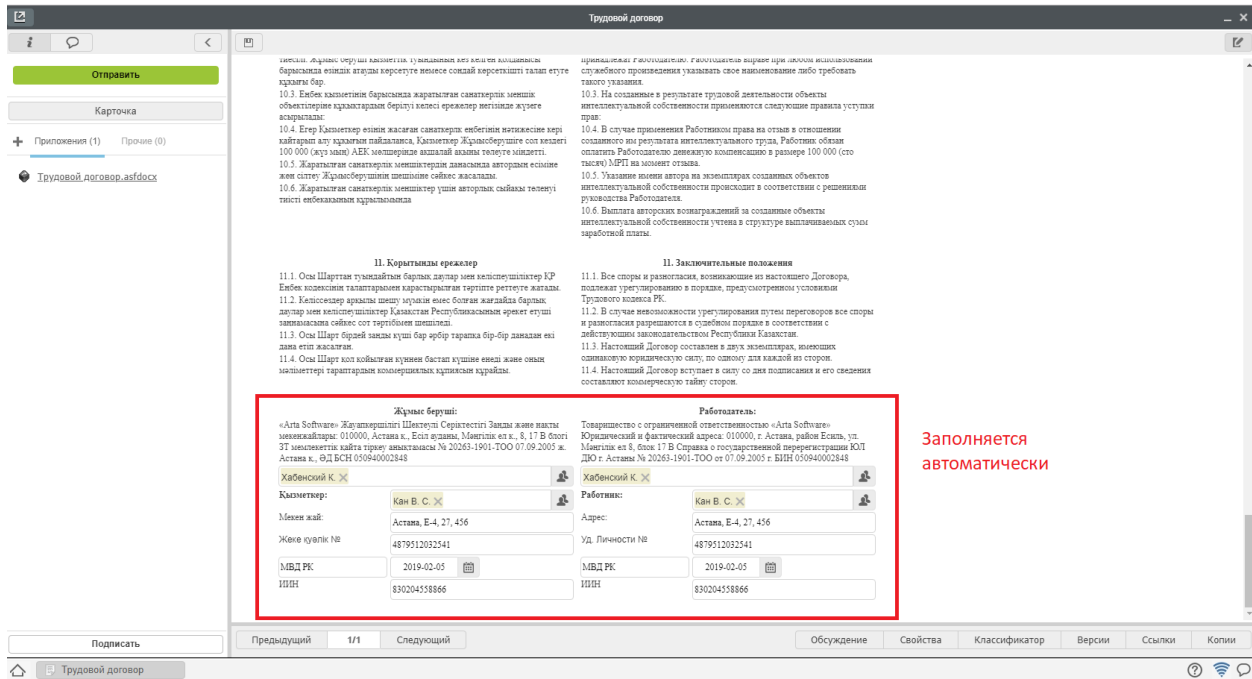 Трудовой договор
Отправить
Карточка
Приложения (1) Прочие (0)
Трудовой договор.asfdocx
Подписать
тиесілі. Жұмыс беруші қызметтік туындының кез келген қолданысы
барысында өзіндік атауды көрсетуге немесе сондай көрсеткішті талап етуге
құқығы бар.
10.3. Еңбек қызметінің барысында жаратылған санаткерлік меншік
объектілеріне құқықтардың берілуі келесі ережелер негізінде жүзеге
асырылады:
10.4. Егер Қызметкер өзінің жасаған санаткерлк еңбегінің нәтижесіне кері
қайтарып алу құқығын пайдаланса, Қызметкер Жұмысберушіге сол кездегі
100 000 (жүз мың) АЕК мөлшерінде ақшалай ақыны төлеуге міндетті.
10.5. Жаратылған санаткерлік меншіктердің данасында автордың есіміне
жөн сілтеу Жұмысберушінің шешіміне сәйкес жасалады.
10.6. Жаратылған санаткерлік меншіктер үшін авторлық сыйақы төленуі
тиісті еңбекақының құрылымында
11. Қорытынды ережелер
11.1. Осы Шарттан туындайтын барлық даулар мен келіспеушіліктер ҚР
Еңбек кодексінің талаптарымен қарастырылған тәртіпте реттеуге жатады.
11.2. Келіссөздер арқылы шешу мүмкін емес болған жағдайда барлық
даулар мен келіспеушіліктер Қазақстан Республикасының әрекет етуші
заңнамасына сәйкес сот тәртібімен шешіледі.
11.3. Осы Шарт бірдей заңды күші бар әрбір тарапқа бір-бір данадан екі
дана етіп жасалған.
11.4. Осы Шарт қол қойылған күннен бастап күшіне енеді және оның
мәліметтері тараптардың коммерциялық құпиясын құрайды.
принадлежат Работодателю. Работодатель вправе при любом использовании
служебного произведения указывать свое наименование либо требовать
такого указания.
10.3. На созданные в результате трудовой деятельности объекты
интеллектуальной собственности применяются следующие правила уступки
прав:
10.4. В случае применения Работником права на отзыв в отношении
созданного им результата интеллектуального труда, Работник обязан
оплатить Работодателю денежную компенсацию в размере 100 000 (сто
тысяч) МРП на момент отзыва.
10.5. Указание имени автора на экземплярах созданных объектов
интеллектуальной собственности происходит в соответствии с решениями
руководства Работодателя.
10.6. Выплата авторских вознаграждений за созданные объекты
интеллектуальной собственности учтена в структуре выплачиваемых сумм
заработной платы.
11. Заключительные положения
11.1. Все споры и разногласия, возникающие из настоящего Договора,
подлежат урегулированию в порядке, предусмотренном условиями
Трудового кодекса РК.
11.2. В случае невозможности урегулирования путем переговоров все споры
и разногласия разрешаются в судебном порядке в соответствии с
действующим законодательством Республики Казахстан.
11.3. Настоящий Договор составлен в двух экземплярах, имеющих
одинаковую юридическую силу, по одному для каждой из сторон.
11.4. Настоящий Договор вступает в силу со дня подписания и его сведения
составляют коммерческую тайну сторон.
Жұмыс беруші:
«Arta Software» Жауапкершілігі Шектеулі Серіктестігі Заңды және нақты
мекенжайлары: 010000, Астана қ., Есіл ауданы, Мәңгілік ел к., 8, 17 В блогі
ЗТ мемлекеттік қайта тіркеу анықтамасы № 20263-1901-ТОО 07.09.2005 ж.
Астана қ., ӘД БСН 050940002848
Хабенский К.
Қызметкер: Кан В. С.
Мекен жай: Астана, Е-4, 27, 456
Жеке куәлік № 4879512032541
МВД РК 2019-02-05
ИИН 830204558866
Работодатель:
Товарищество с ограниченной ответственностью «Arta Software»
Юридический и фактический адреса: 010000, г. Астана, район Есиль, ул.
Мәңгілік ел 8, блок 17 В Справка о государственной перерегистрации ЮЛ
ДЮ г. Астаны № 20263-1901-ТОО от 07.09.2005 г. БИН 050940002848
Хабенский К.
Работник: Кан В. С.
Адрес: Астана, Е-4, 27, 456
Уд. Личности № 4879512032541
МВД РК 2019-02-05
ИИН 830204558866
Заполняется
автоматически
Предыдущий 1/1 Следующий Обсуждение Свойства Классификатор Версии Ссылки Копии
Трудовой договор